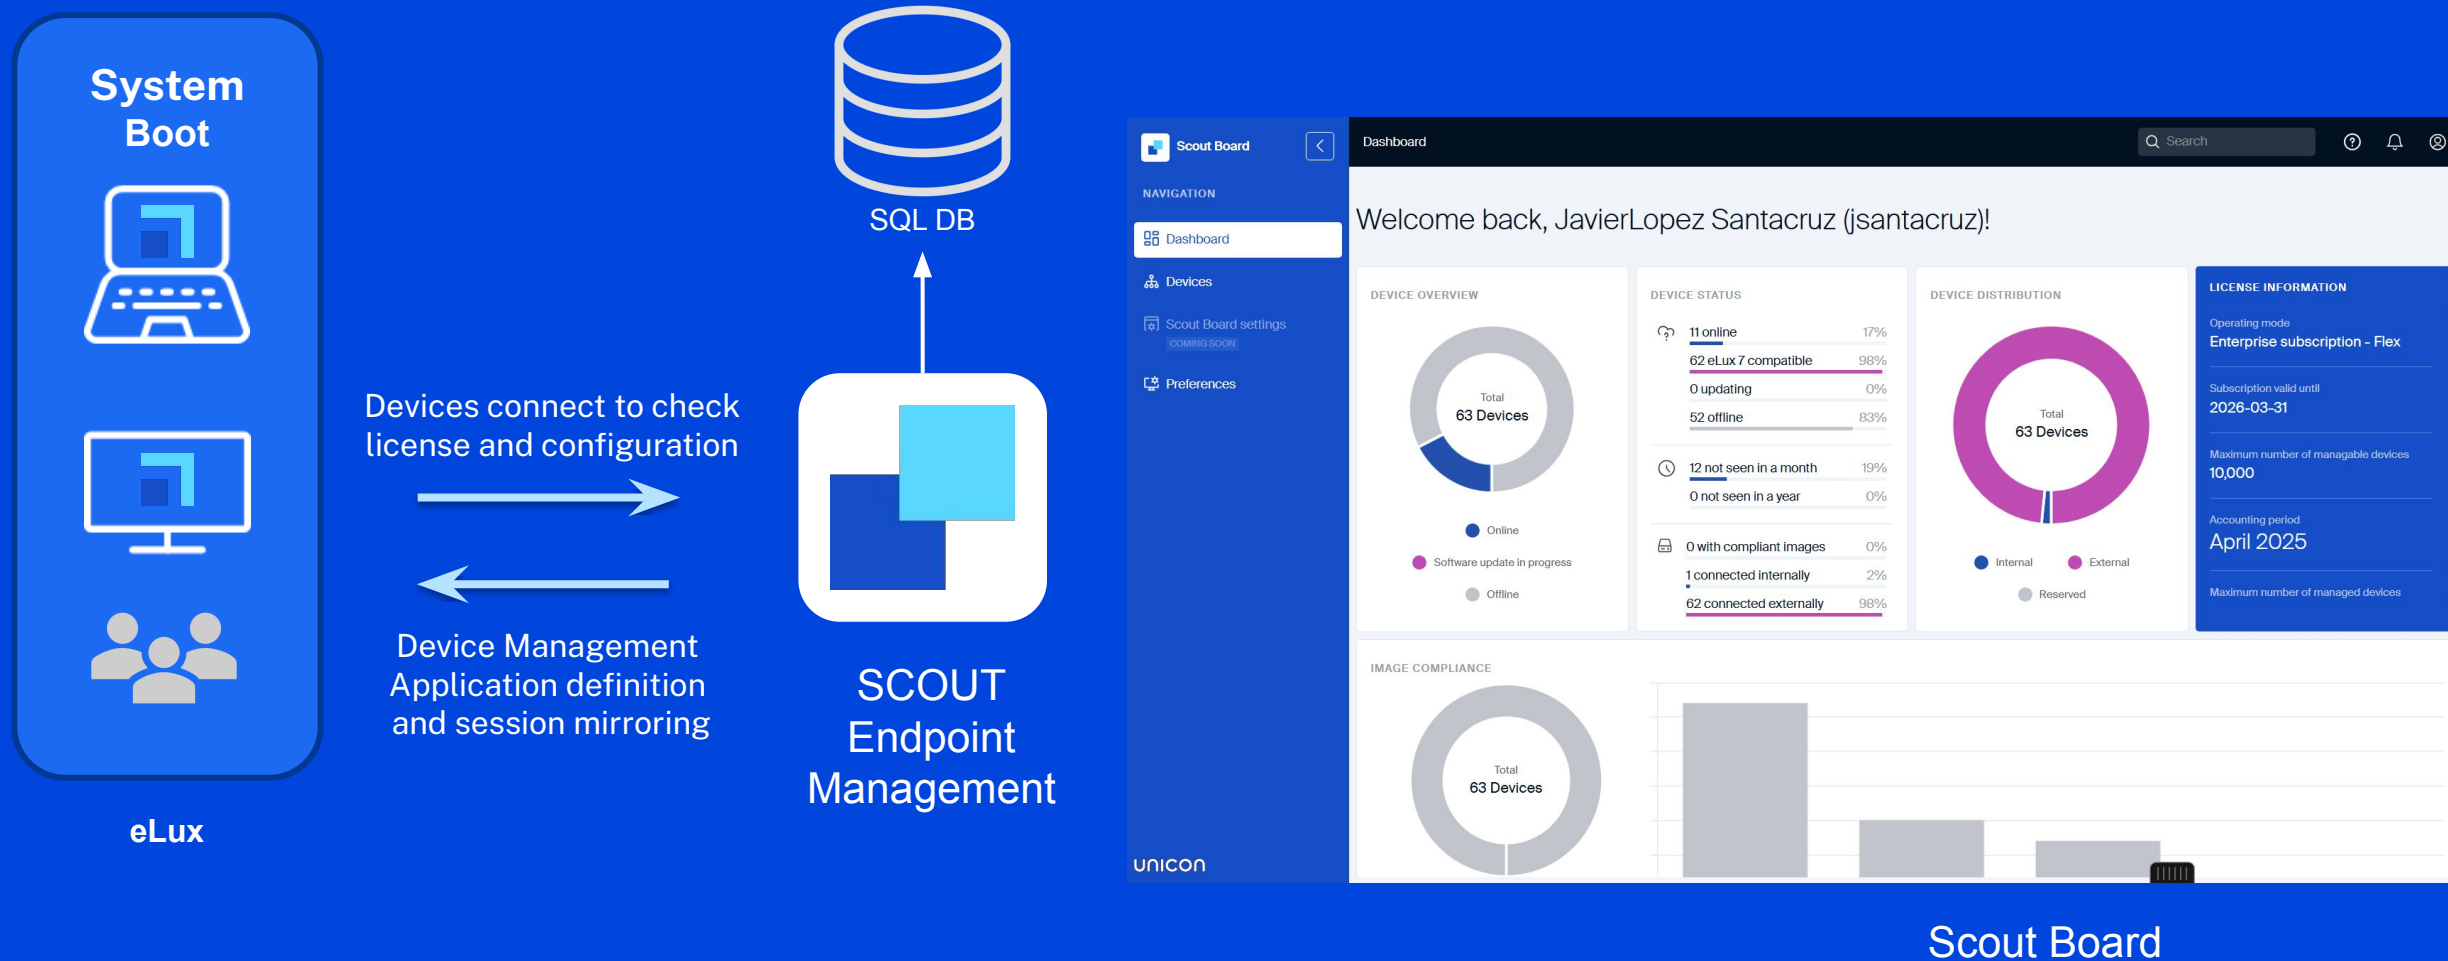 System
Boot
eLux
Devices connect to check
license and configuration
Device Management
Application definition
and session mirroring
SQL DB
SCOUT
Endpoint
Management
Scout Board
NAVIGATION
Dashboard
Devices
Scout Board settings
COMING SOON
Preferences
unicon
Dashboard
Search
Welcome back, JavierLopez Santacruz (jsantacruz)!
DEVICE OVERVIEW
Total
63 Devices
Online
Software update in progress
Offline
DEVICE STATUS
11 online 17%
62 eLux 7 compatible 98%
0 updating 0%
52 offline 83%
12 not seen in a month 19%
0 not seen in a year 0%
0 with compliant images 0%
1 connected internally 2%
62 connected externally 98%
DEVICE DISTRIBUTION
Total
63 Devices
Internal External
Reserved
LICENSE INFORMATION
Operating mode
Enterprise subscription - Flex
Subscription valid until
2026-03-31
Maximum number of managable devices
10,000
Accounting period
April 2025
Maximum number of managed devices
IMAGE COMPLIANCE
Total
63 Devices
Scout Board